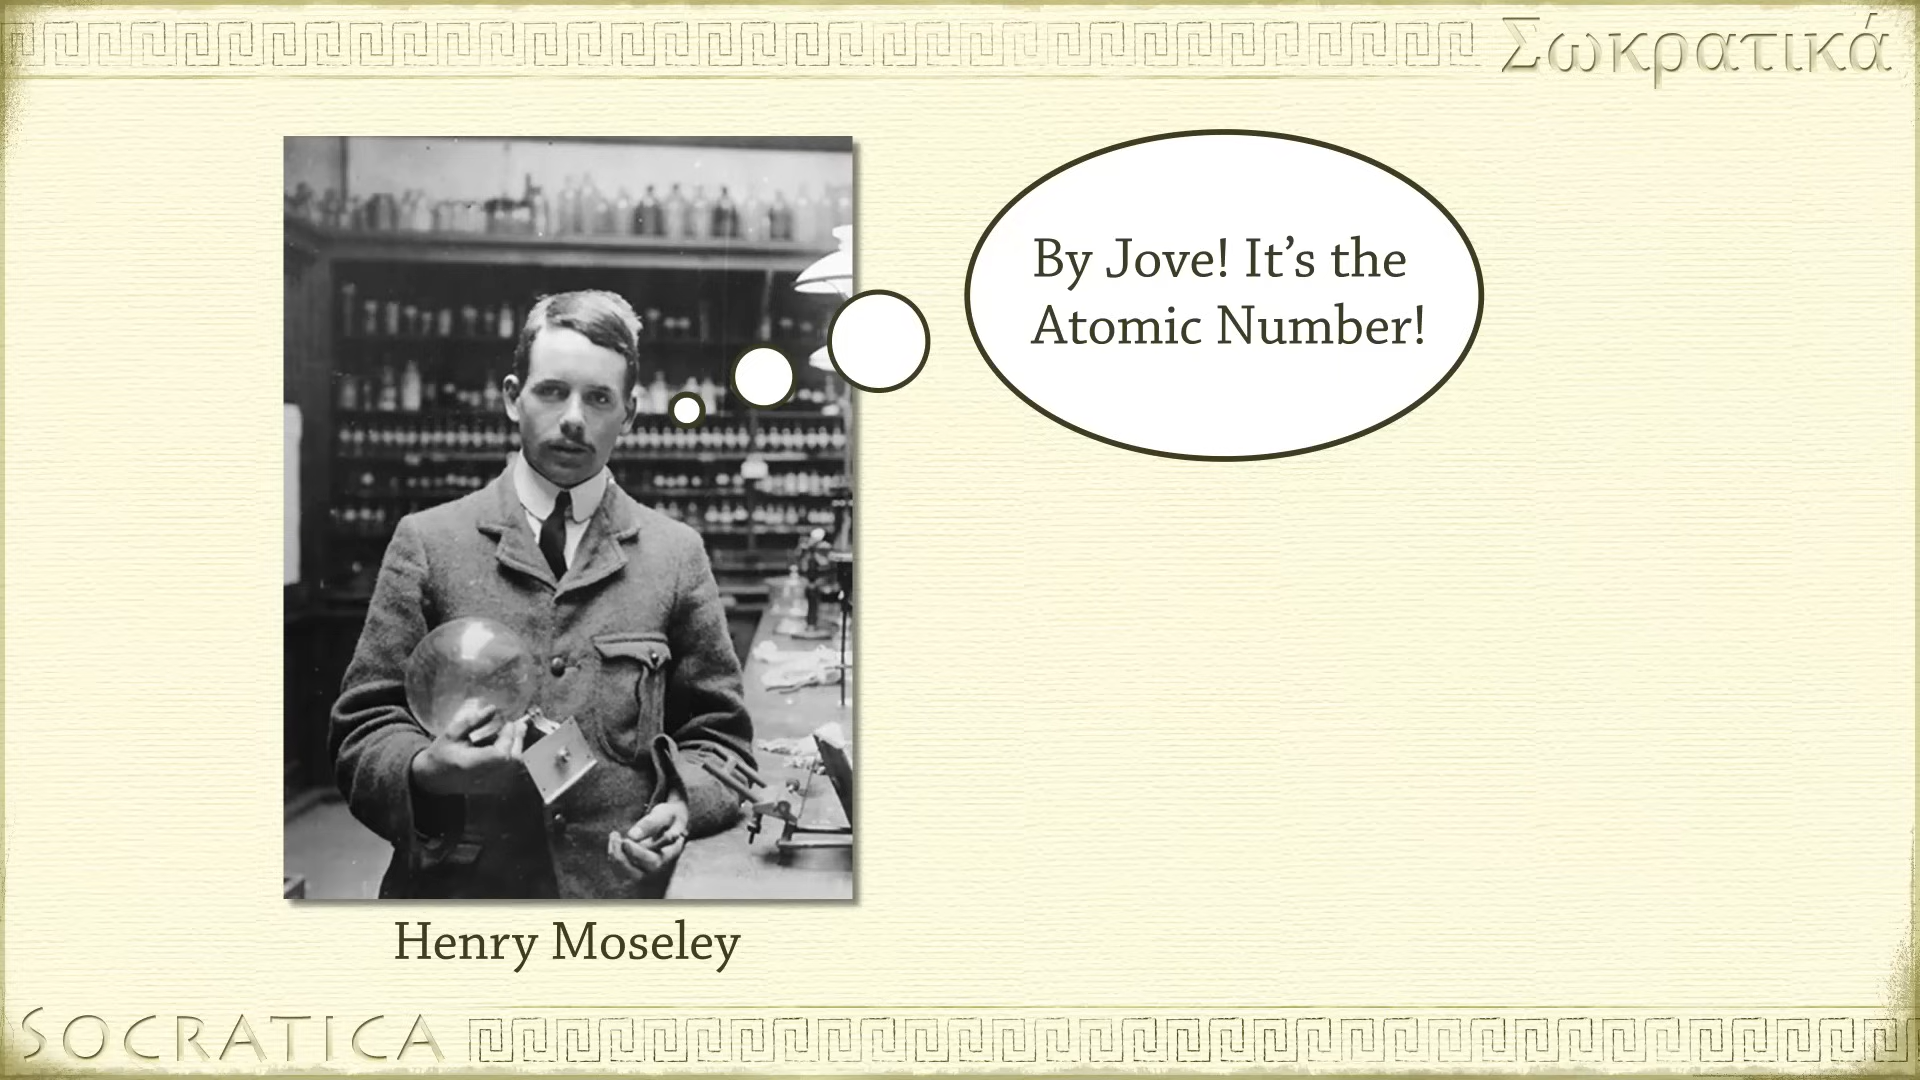 Σωκρατικά
By Jove! It’s the
Atomic Number!
Henry Moseley
SOCRATICA